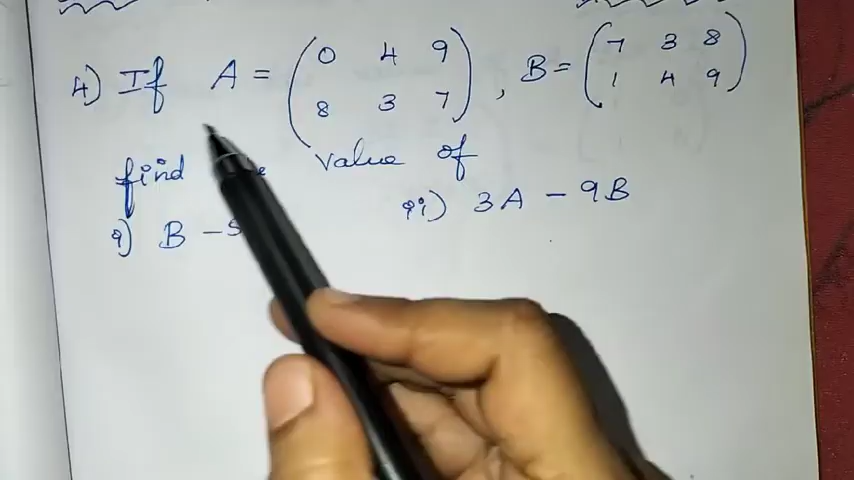 4) If A = ( 0 4 9 ) , B = ( 7 3 8 )
( 8 3 7 ) ( 1 4 9 )
find value of
i) B - 5 ii) 3A - 9B